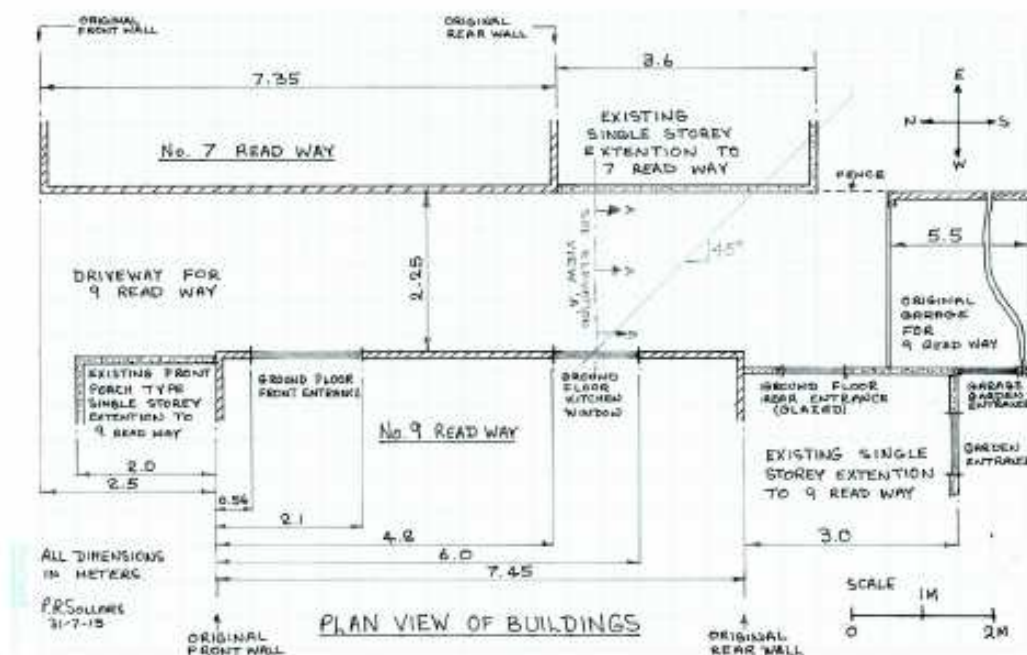 ORIGINAL
FRONT WALL
ORIGINAL
REAR WALL
7.35
3.6
E
N
S
W
No. 7 READ WAY
EXISTING
SINGLE STOREY
EXTENTION TO
7 READ WAY
FENCE
5.5
45°
SEE ELEVATION
VIEW 'A'
A
A
DRIVEWAY FOR
9 READ WAY
2.25
ORIGINAL
GARAGE
FOR
9 READ WAY
EXISTING FRONT
PORCH TYPE
SINGLE STOREY
EXTENTION TO
9 READ WAY
GROUND FLOOR
FRONT ENTRANCE
GROUND
FLOOR
KITCHEN
WINDOW
GROUND FLOOR
REAR ENTRANCE
(GLAZED)
GARAGE
GARDEN
ENTRANCE
No. 9 READ WAY
GARDEN
ENTRANCE
EXISTING SINGLE
STOREY EXTENTION
TO 9 READ WAY
2.0
2.5
0.56
2.1
4.8
6.0
7.45
3.0
ALL DIMENSIONS
IN METERS
P.R SOLLARS
31-7-15
SCALE
1M
0
2M
PLAN VIEW OF BUILDINGS
ORIGINAL
FRONT WALL
ORIGINAL
REAR WALL